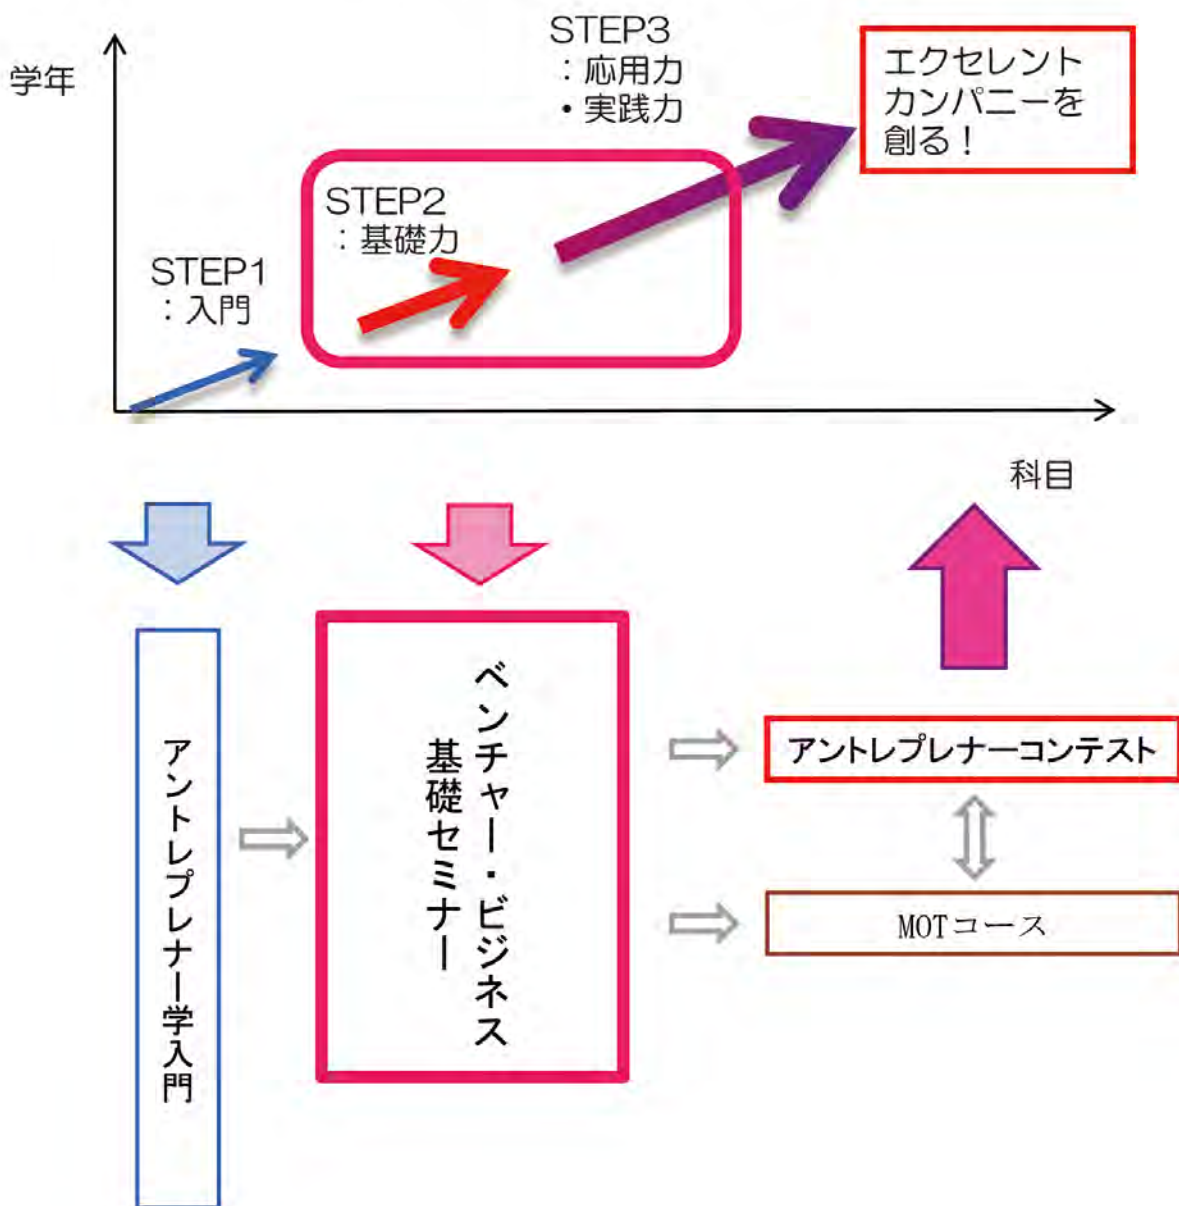 学年
STEP1
：入門
STEP2
：基礎力
STEP3
：応用力
・実践力
エクセレント
カンパニーを
創る！
科目
アントレプレナー学入門
ベンチャー・ビジネス
基礎セミナー
アントレプレナーコンテスト
MOTコース